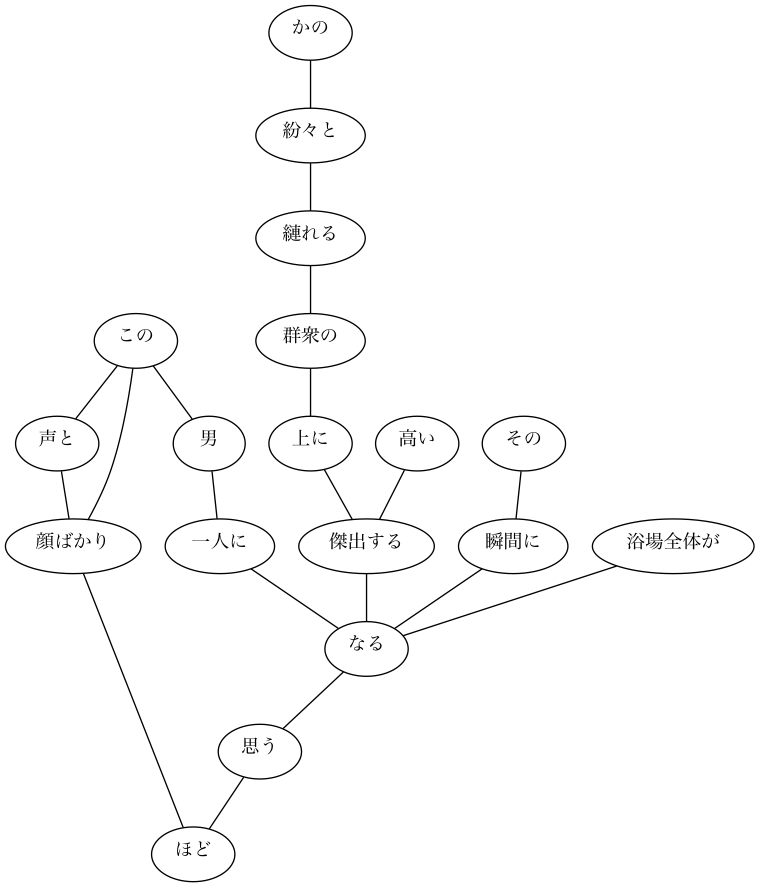 かの
紛々と
縺れる
群衆の
この
声と
男
上に
高い
その
顔ばかり
一人に
傑出する
瞬間に
浴場全体が
なる
思う
ほど